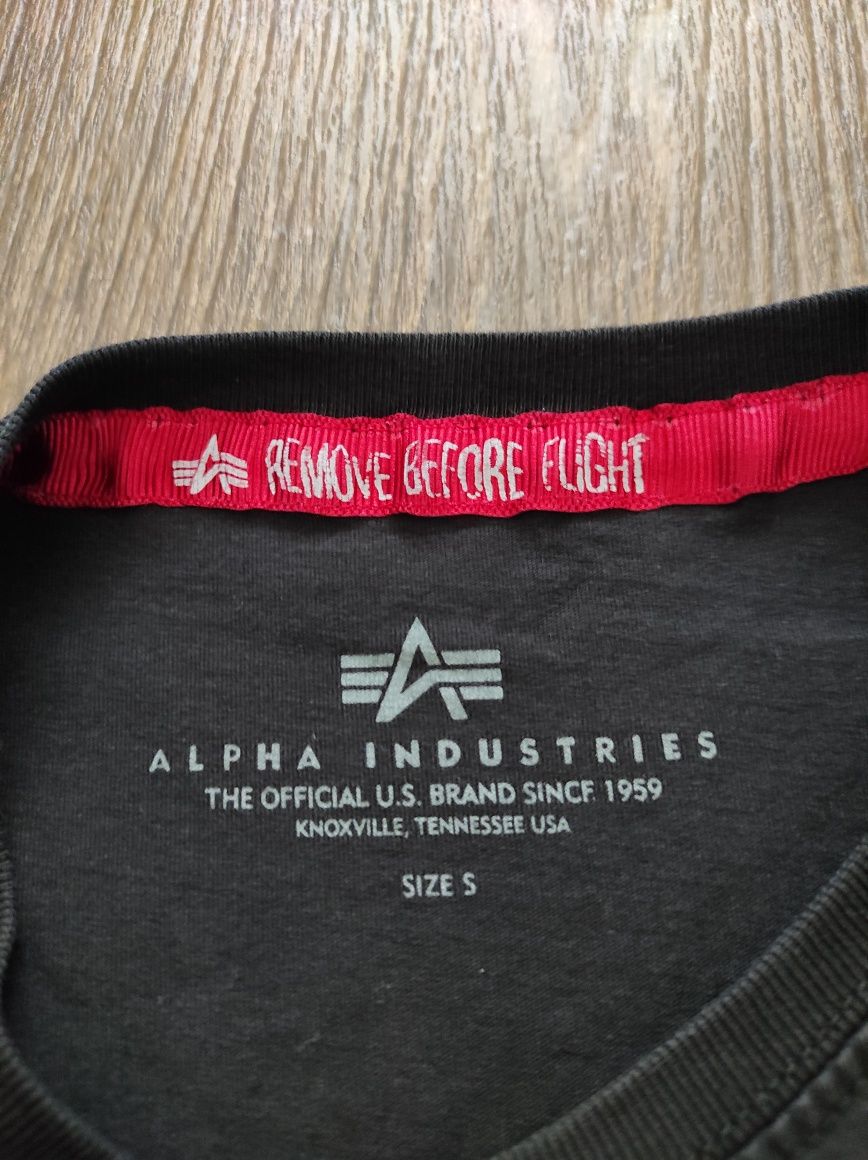 REMOVE BEFORE FLIGHT
ALPHA INDUSTRIES
THE OFFICIAL U.S. BRAND SINCE 1959
KNOXVILLE, TENNESSEE USA
SIZE S